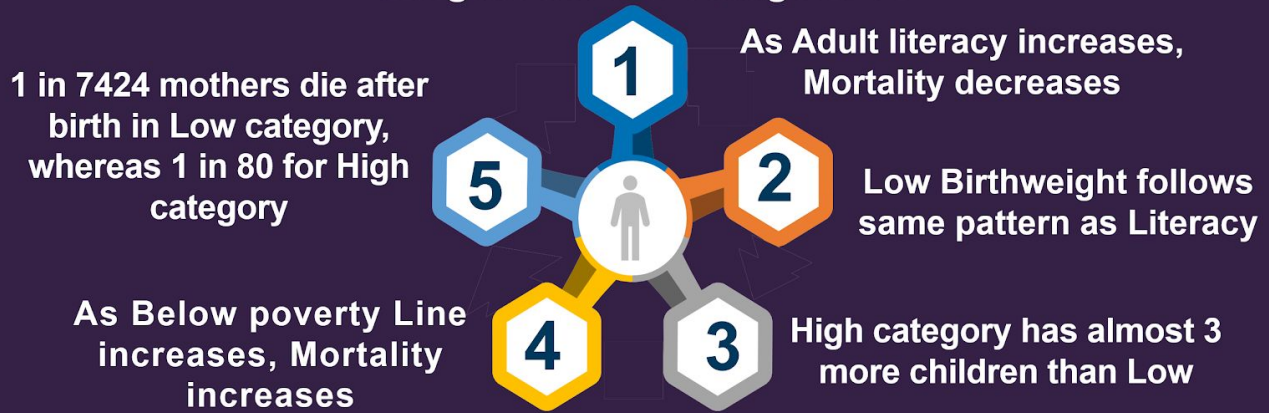 1
As Adult literacy increases,
Mortality decreases
2
Low Birthweight follows
same pattern as Literacy
3
High category has almost 3
more children than Low
4
As Below poverty Line
increases, Mortality
increases
5
1 in 7424 mothers die after
birth in Low category,
whereas 1 in 80 for High
category